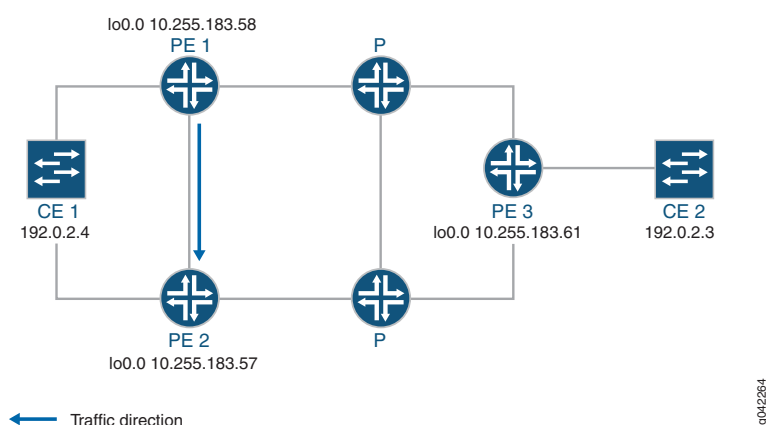 lo0.0 10.255.183.58
PE 1
P
CE 1
192.0.2.4
PE 3
lo0.0 10.255.183.61
CE 2
192.0.2.3
PE 2
lo0.0 10.255.183.57
P
Traffic direction
g042264